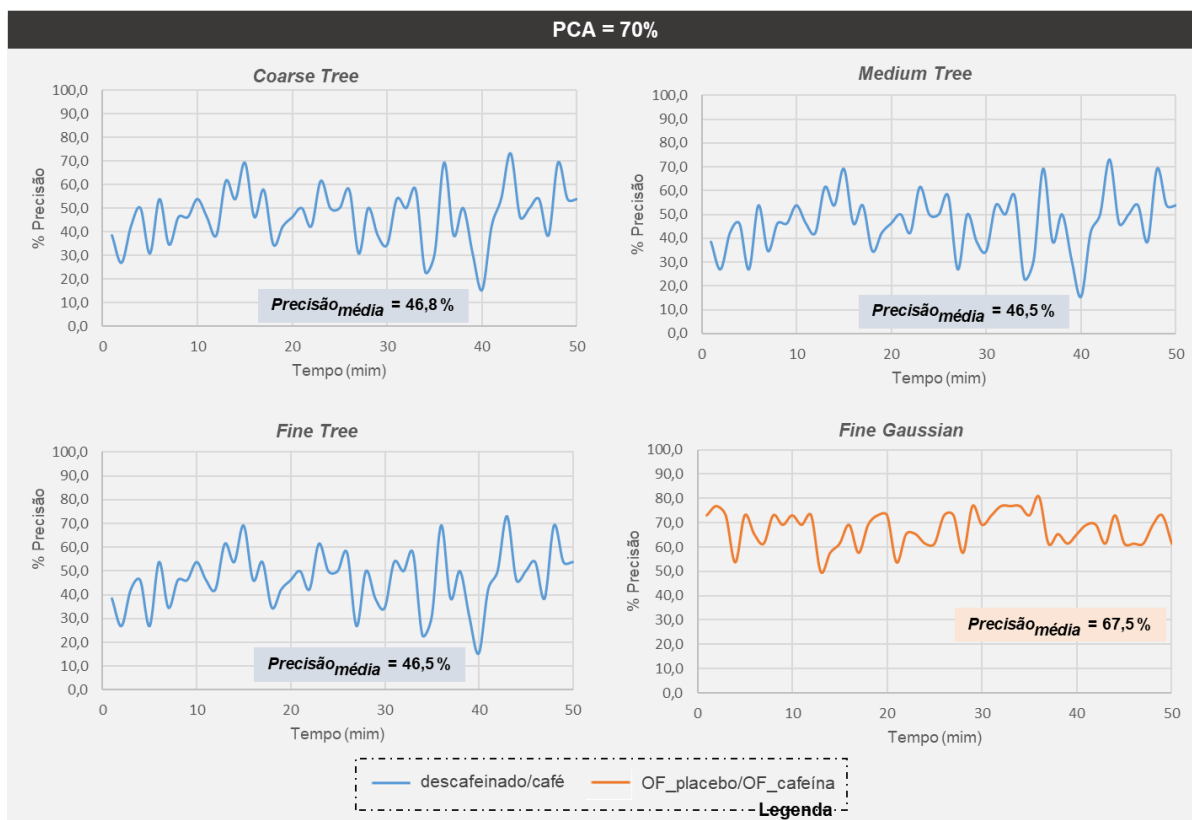 PCA = 70%
Coarse Tree
100,0
90,0
80,0
70,0
60,0
50,0
40,0
30,0
20,0
10,0
0,0
% Precisão
Precisão média = 46,8 %
0 10 20 30 40 50
Tempo (mim)
Medium Tree
100,0
90,0
80,0
70,0
60,0
50,0
40,0
30,0
20,0
10,0
0,0
% Precisão
Precisão média = 46,5 %
0 10 20 30 40 50
Tempo (mim)
Fine Tree
100,0
90,0
80,0
70,0
60,0
50,0
40,0
30,0
20,0
10,0
0,0
% Precisão
Precisão média = 46,5 %
0 10 20 30 40 50
Tempo (mim)
Fine Gaussian
100,0
90,0
80,0
70,0
60,0
50,0
40,0
30,0
20,0
10,0
0,0
% Precisão
Precisão média = 67,5 %
0 10 20 30 40 50
Tempo (mim)
descafeinado/café OF_placebo/OF_cafeína
Legenda